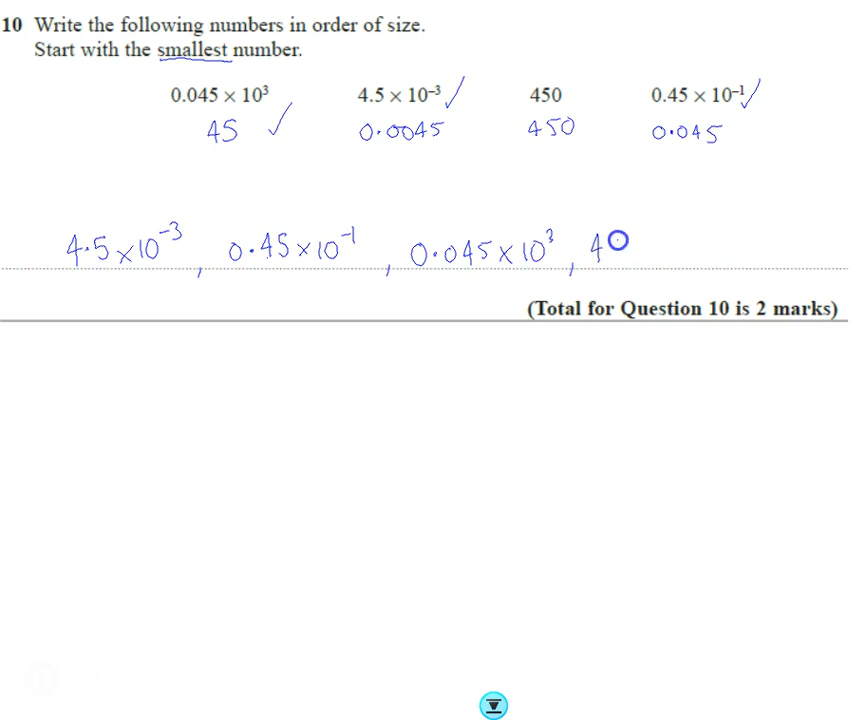 10 Write the following numbers in order of size.
Start with the smallest number.
0.045 × 10³ 4.5 × 10⁻³ 450 0.45 × 10⁻¹
45 ✓ 0.0045 ✓ 450 0.045 ✓
4.5 × 10⁻³ , 0.45 × 10⁻¹ , 0.045 × 10³ , 4
(Total for Question 10 is 2 marks)